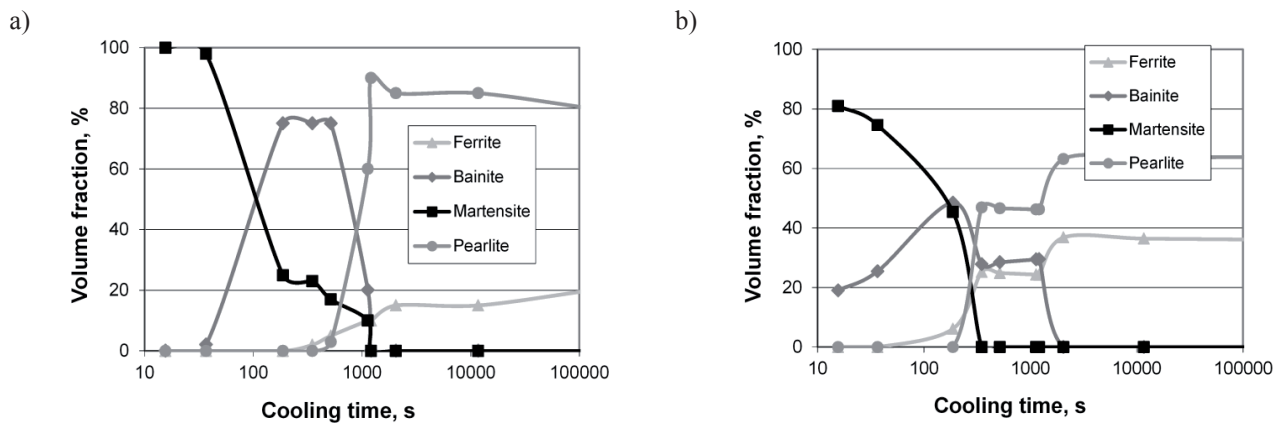 a)
100
80
60
40
20
0
Volume fraction, %
10 100 1000 10000 100000
Cooling time, s
Ferrite
Bainite
Martensite
Pearlite
b)
100
80
60
40
20
0
Volume fraction, %
10 100 1000 10000 100000
Cooling time, s
Ferrite
Bainite
Martensite
Pearlite